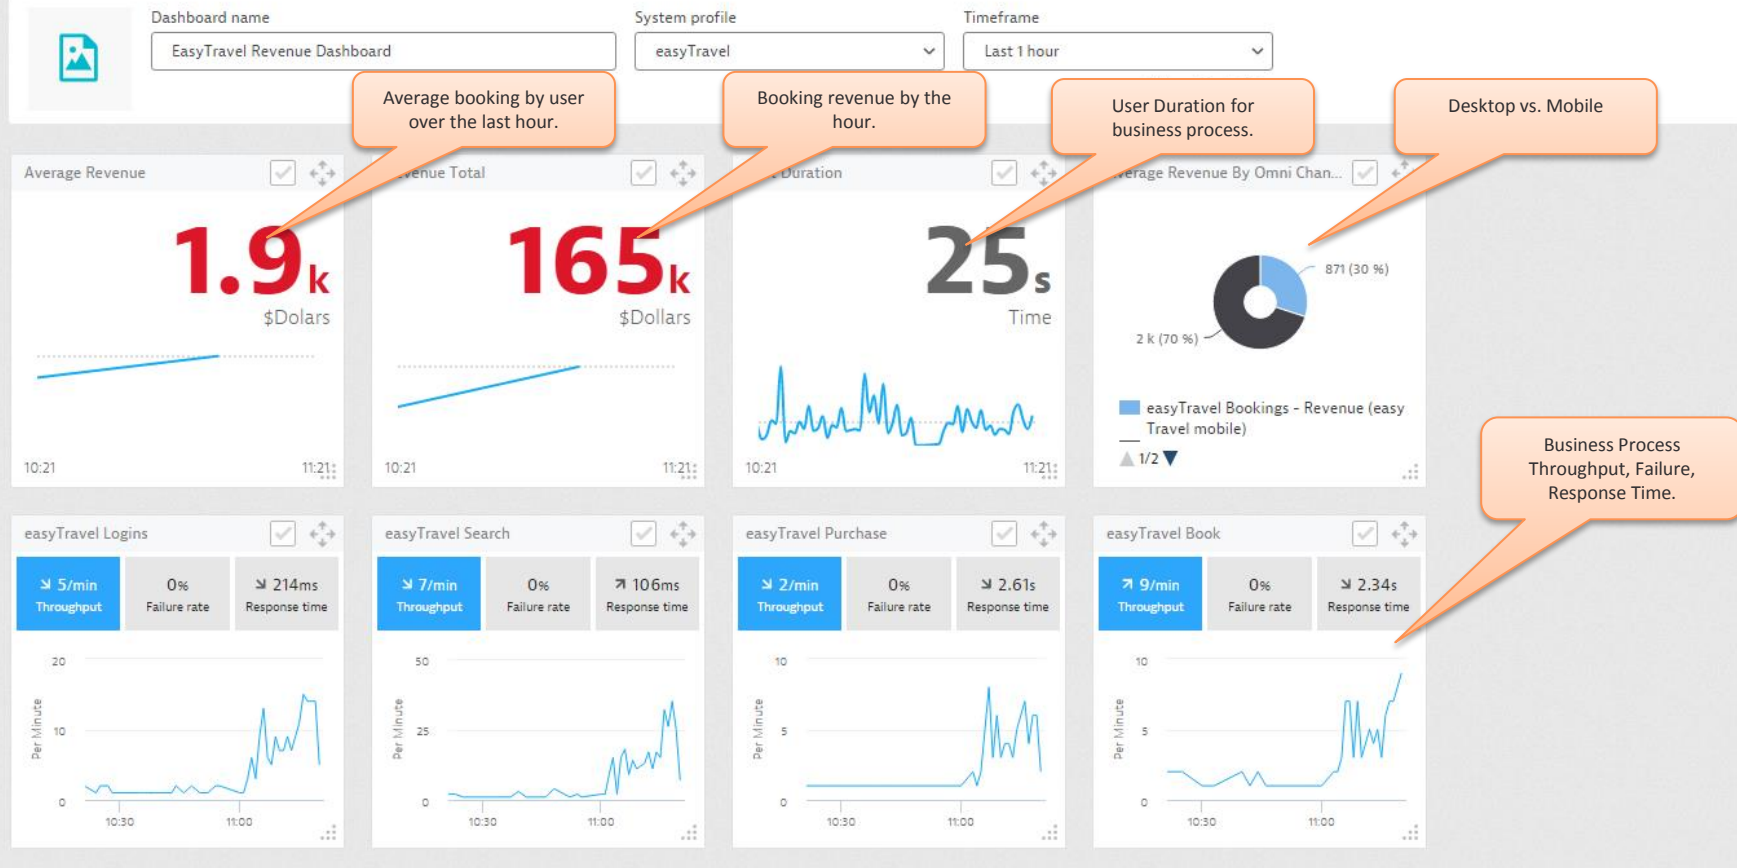 Dashboard name
System profile
Timeframe
EasyTravel Revenue Dashboard
easyTravel
Last 1 hour
Average booking by user
over the last hour.
Booking revenue by the
hour.
User Duration for
business process.
Desktop vs. Mobile
Average Revenue
1.9k
$Dolars
10:21
11:21
Total
165k
$Dollars
10:21
11:21
Duration
25s
Time
10:21
11:21
Revenue By Omni Chan...
871 (30 %)
2 k (70 %)
easyTravel Bookings - Revenue (easy
Travel mobile)
1/2
Business Process
Throughput, Failure,
Response Time.
easyTravel Logins
5/min
Throughput
0%
Failure rate
214ms
Response time
20
10
0
Per Minute
10:30
11:00
easyTravel Search
7/min
Throughput
0%
Failure rate
106ms
Response time
50
25
0
Per Minute
10:30
11:00
easyTravel Purchase
2/min
Throughput
0%
Failure rate
2.61s
Response time
10
5
0
Per Minute
10:30
11:00
easyTravel Book
9/min
Throughput
0%
Failure rate
2.34s
Response time
10
5
0
Per Minute
10:30
11:00